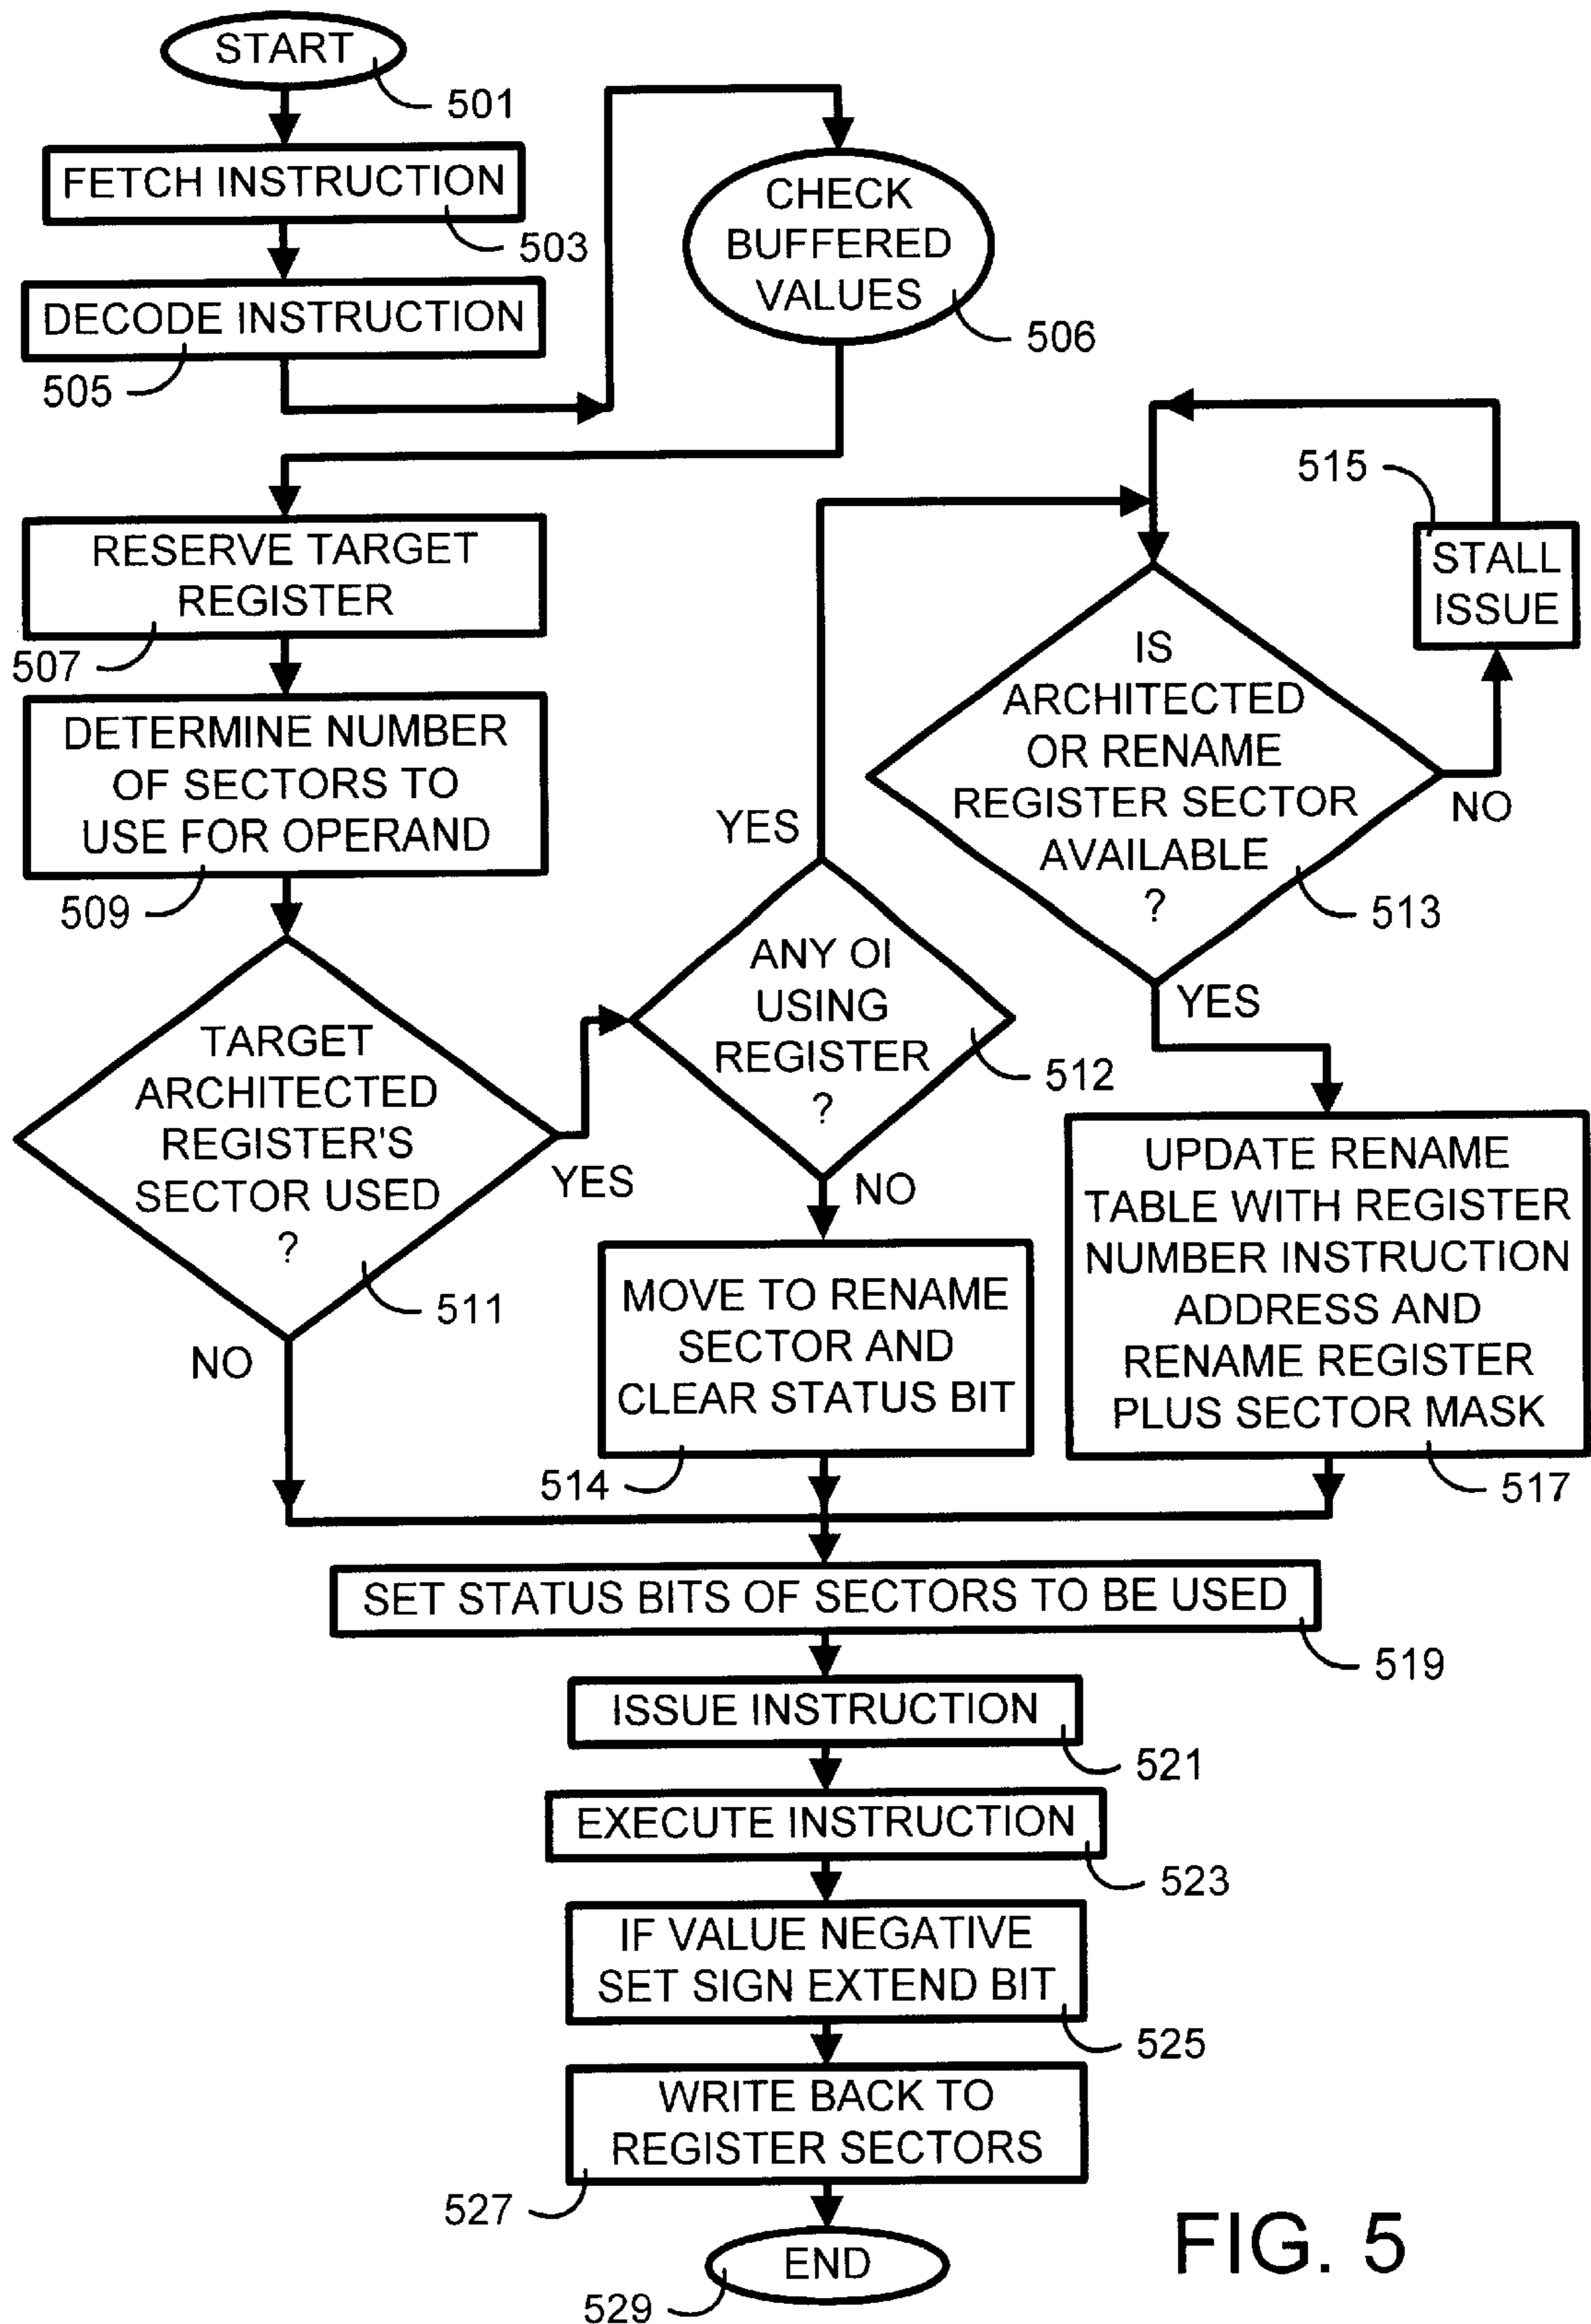 START
501
FETCH INSTRUCTION
503
DECODE INSTRUCTION
505
CHECK
BUFFERED
VALUES
506
RESERVE TARGET
REGISTER
507
DETERMINE NUMBER
OF SECTORS TO
USE FOR OPERAND
509
TARGET
ARCHITECTED
REGISTER'S
SECTOR USED
?
511
YES
NO
ANY OI
USING
REGISTER
?
512
YES
NO
MOVE TO RENAME
SECTOR AND
CLEAR STATUS BIT
514
IS
ARCHITECTED
OR RENAME
REGISTER SECTOR
AVAILABLE
?
513
NO
515
STALL
ISSUE
YES
UPDATE RENAME
TABLE WITH REGISTER
NUMBER INSTRUCTION
ADDRESS AND
RENAME REGISTER
PLUS SECTOR MASK
517
SET STATUS BITS OF SECTORS TO BE USED
519
ISSUE INSTRUCTION
521
EXECUTE INSTRUCTION
523
IF VALUE NEGATIVE
SET SIGN EXTEND BIT
525
WRITE BACK TO
REGISTER SECTORS
527
END
529
FIG. 5